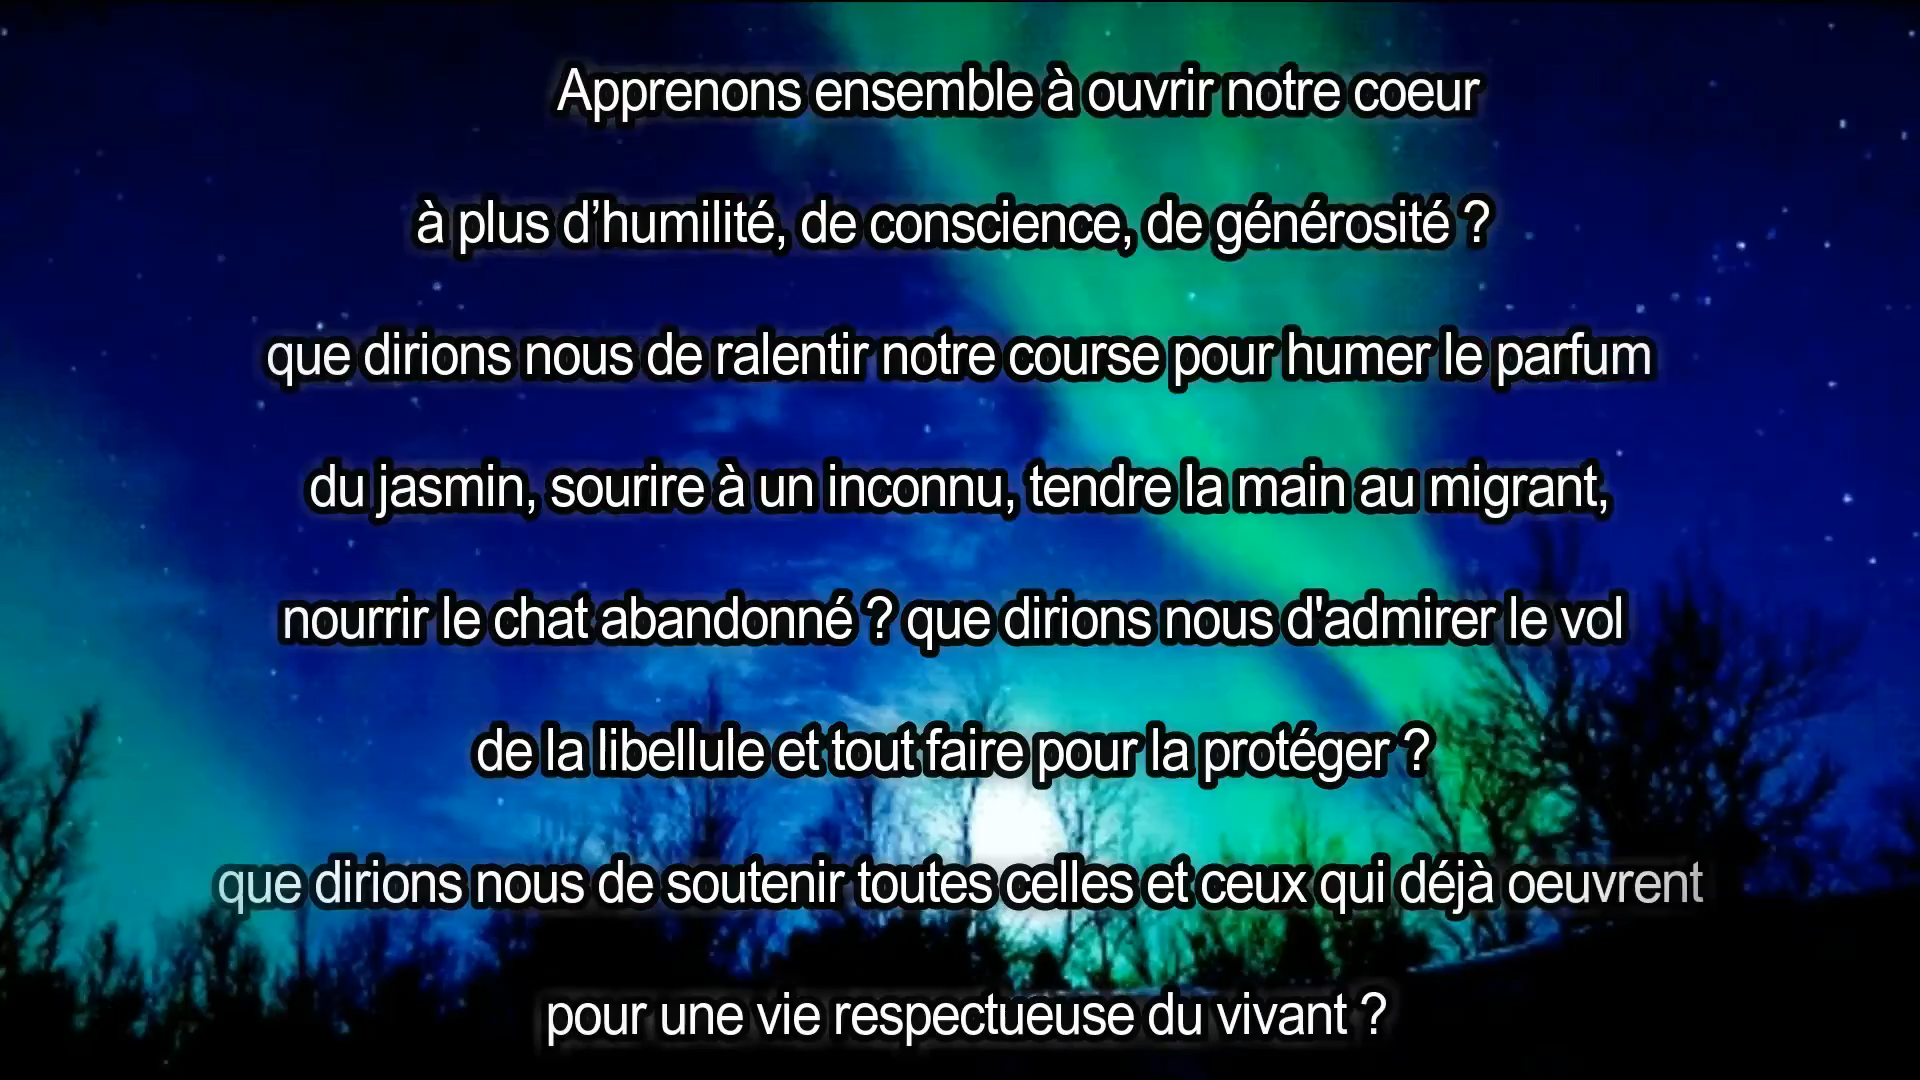 Apprenons ensemble à ouvrir notre coeur
à plus d’humilité, de conscience, de générosité ?
que dirions nous de ralentir notre course pour humer le parfum
du jasmin, sourire à un inconnu, tendre la main au migrant,
nourrir le chat abandonné ? que dirions nous d'admirer le vol
de la libellule et tout faire pour la protéger ?
que dirions nous de soutenir toutes celles et ceux qui déjà oeuvrent
pour une vie respectueuse du vivant ?